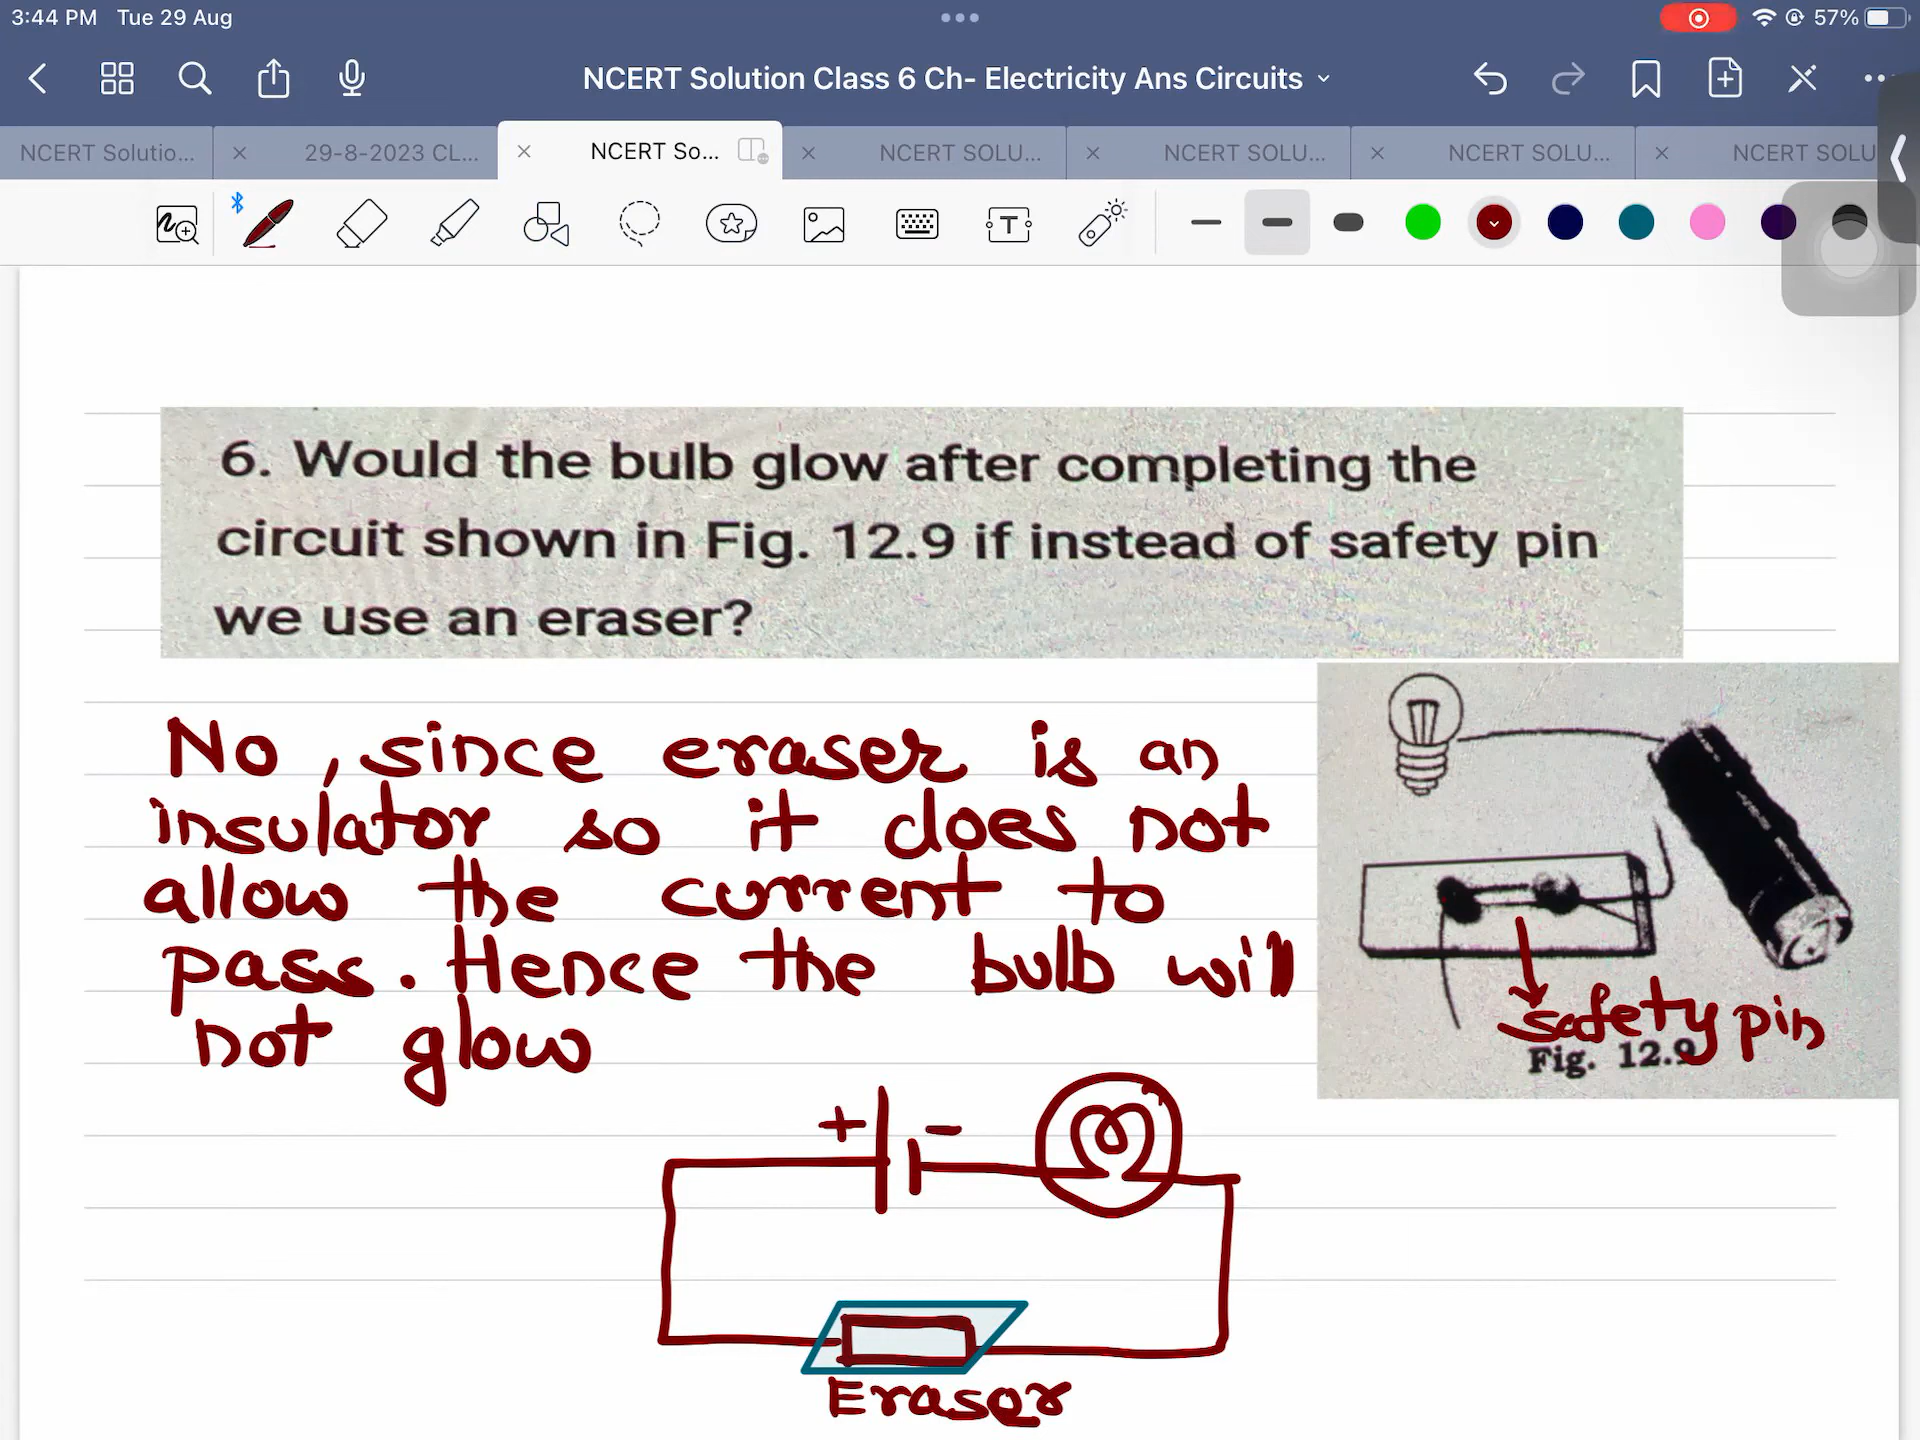 3:44 PM Tue 29 Aug
57%
NCERT Solution Class 6 Ch- Electricity Ans Circuits
NCERT Solutio...
29-8-2023 CL...
NCERT So...
NCERT SOLU...
NCERT SOLU...
NCERT SOLU...
NCERT SOLU
6. Would the bulb glow after completing the
circuit shown in Fig. 12.9 if instead of safety pin
we use an eraser?
No, since eraser is an
insulator so it does not
allow the current to
pass. Hence the bulb will
not glow
safety pin
Fig. 12.9
+ -
Eraser